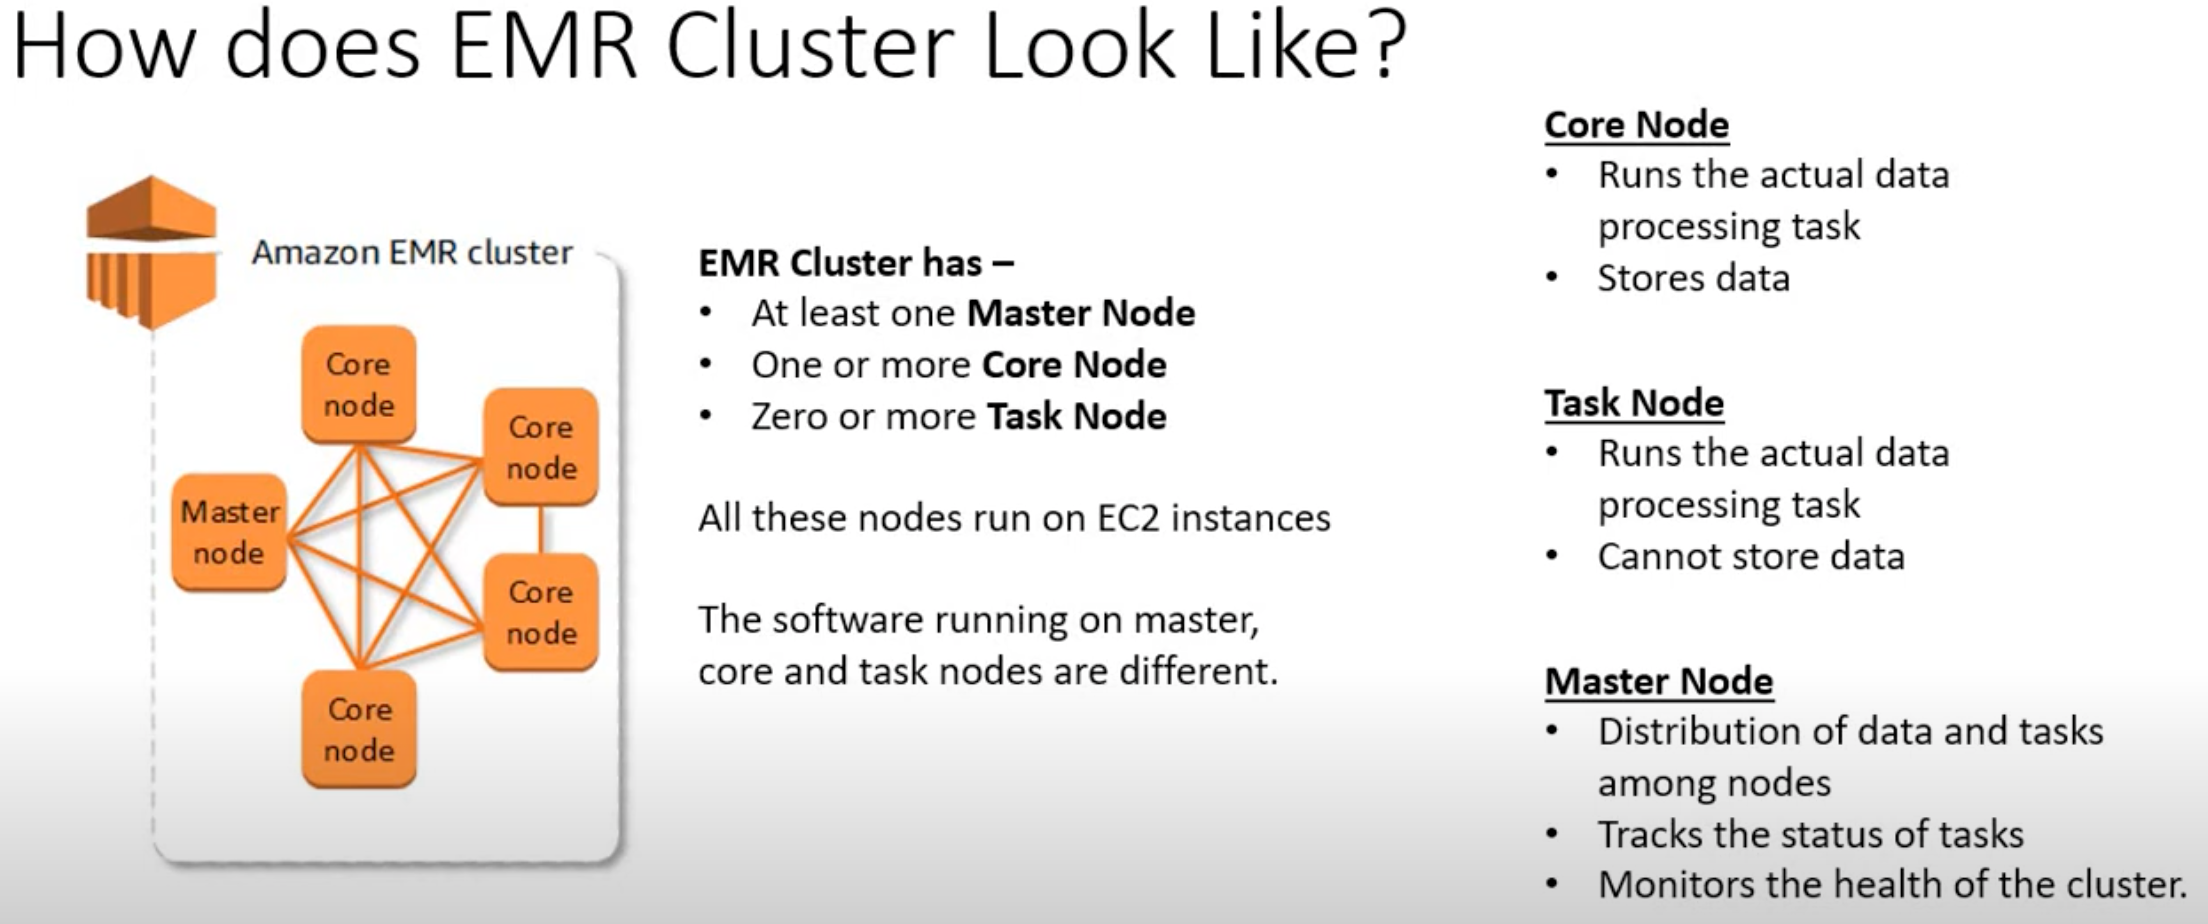 How does EMR Cluster Look Like?
Amazon EMR cluster
Core
node
Core
node
Master
node
Core
node
Core
node
EMR Cluster has –
• At least one Master Node
• One or more Core Node
• Zero or more Task Node
All these nodes run on EC2 instances
The software running on master,
core and task nodes are different.
Core Node
• Runs the actual data
processing task
• Stores data
Task Node
• Runs the actual data
processing task
• Cannot store data
Master Node
• Distribution of data and tasks
among nodes
• Tracks the status of tasks
• Monitors the health of the cluster.